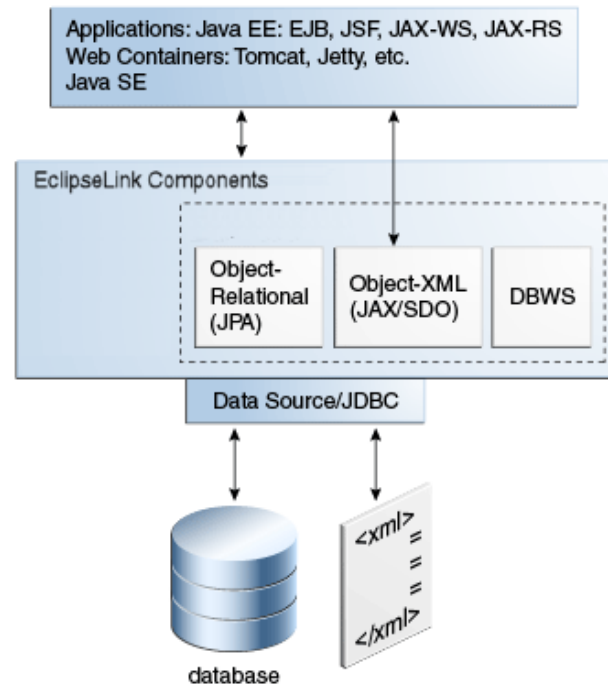 Applications: Java EE: EJB, JSF, JAX-WS, JAX-RS
Web Containers: Tomcat, Jetty, etc.
Java SE
EclipseLink Components
Object-
Relational
(JPA)
Object-XML
(JAX/SDO)
DBWS
Data Source/JDBC
<xml>
=
=
=
</xml>
database